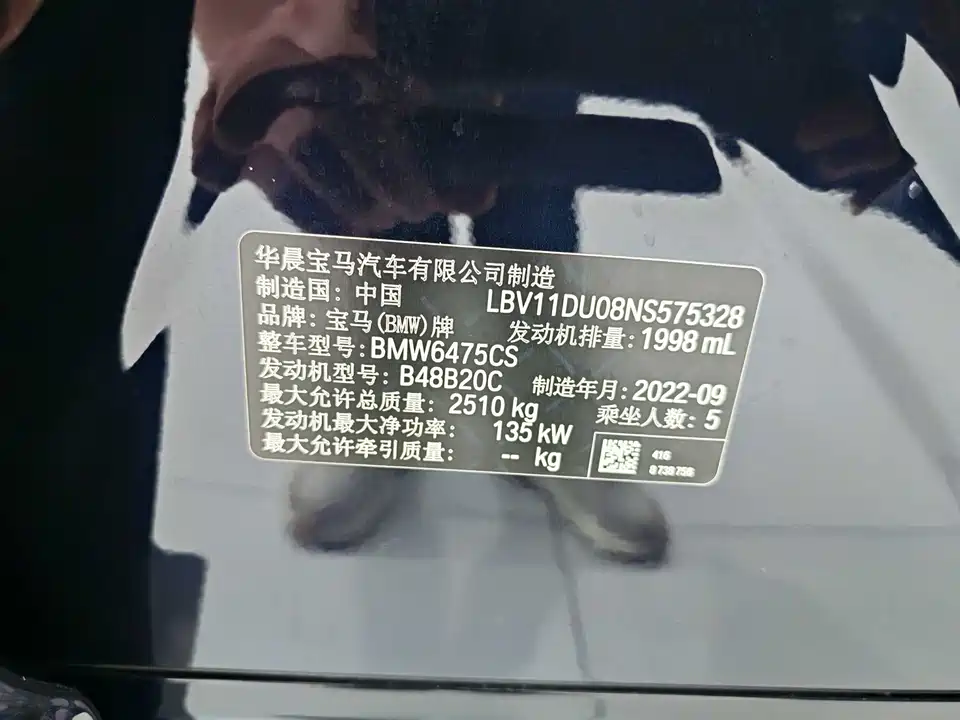 华晨宝马汽车有限公司制造
制造国：中国 LBV11DU08NS575328
品牌：宝马(BMW)牌 发动机排量：1998 mL
整车型号：BMW6475CS
发动机型号：B48B20C 制造年月：2022-09
最大允许总质量：2510 kg 乘坐人数：5
发动机最大净功率：135 kW
最大允许牵引质量：-- kg
416
8738758